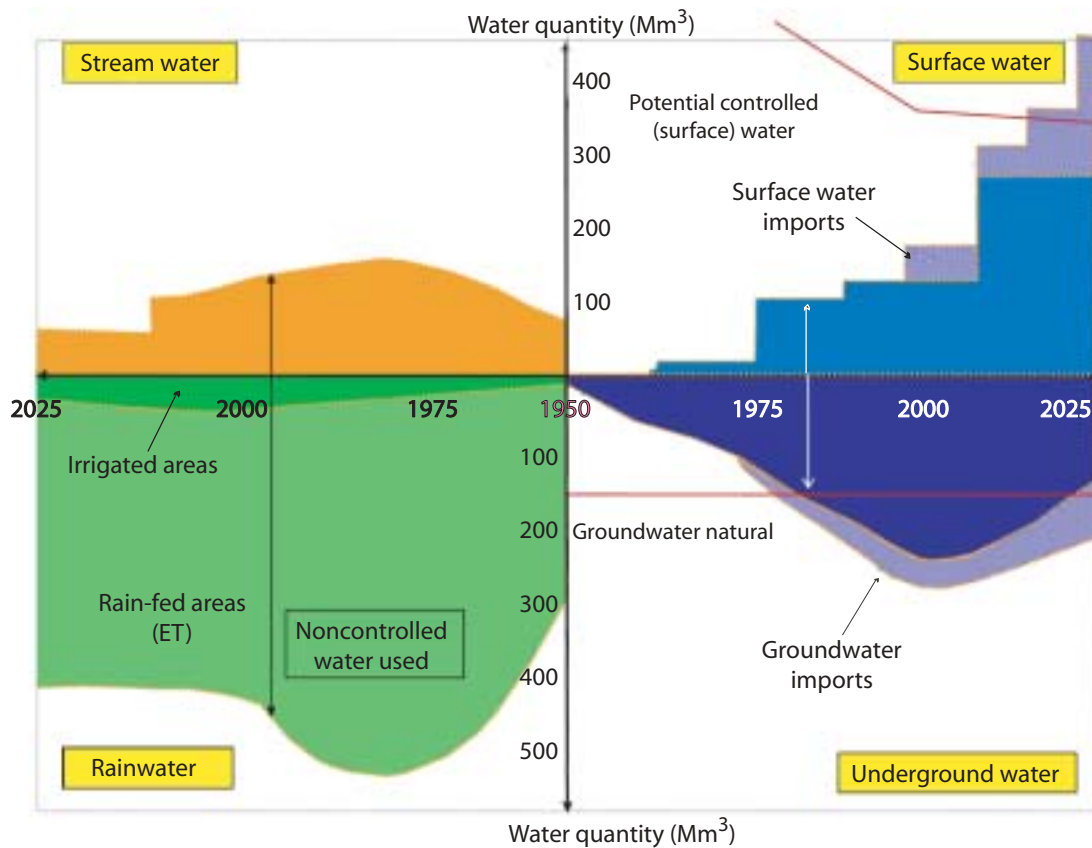 Water quantity (Mm3)
Stream water
Surface water
400
Potential controlled
(surface) water
300
Surface water
imports
200
100
2025
2000
1975
1950
1975
2000
2025
Irrigated areas
100
200
Groundwater natural
Rain-fed areas
(ET)
300
Noncontrolled
water used
Groundwater
imports
400
500
Rainwater
Underground water
Water quantity (Mm3)